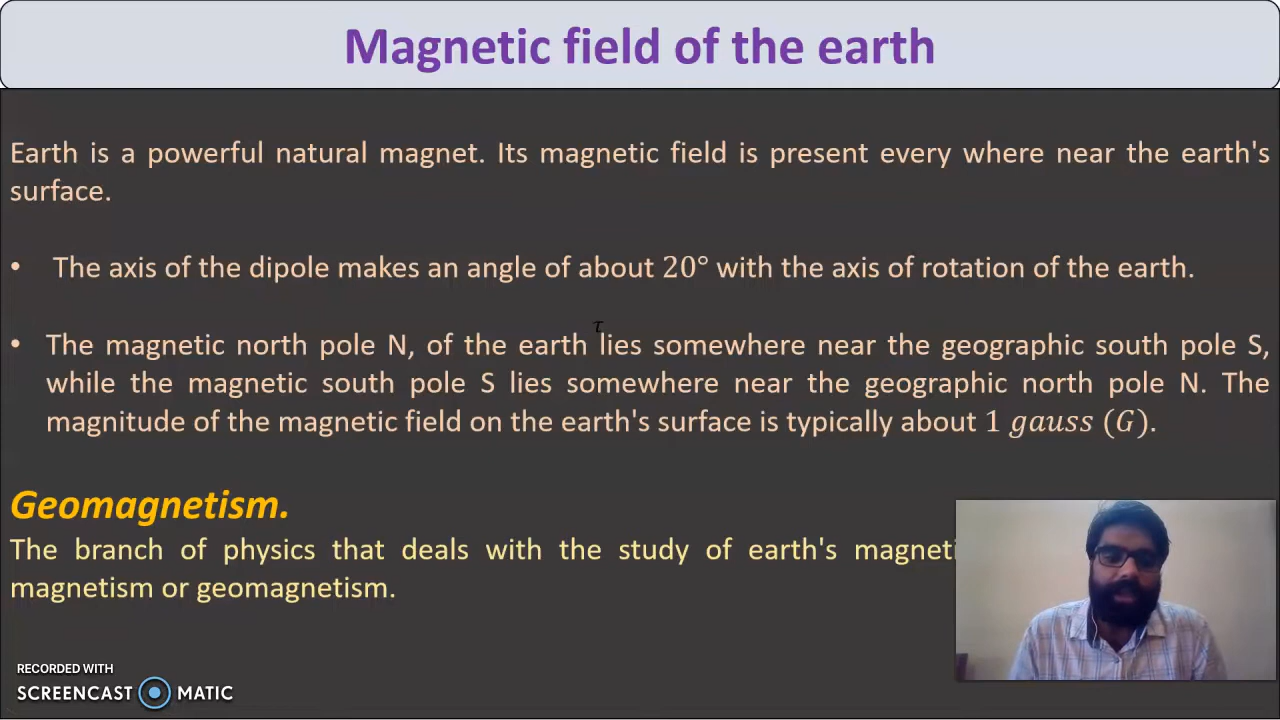 Magnetic field of the earth
Earth is a powerful natural magnet. Its magnetic field is present every where near the earth's
surface.
• The axis of the dipole makes an angle of about 20° with the axis of rotation of the earth.
τ
• The magnetic north pole N, of the earth lies somewhere near the geographic south pole S,
while the magnetic south pole S lies somewhere near the geographic north pole N. The
magnitude of the magnetic field on the earth's surface is typically about 1 gauss (G).
Geomagnetism.
The branch of physics that deals with the study of earth's
magnetism or geomagnetism.
RECORDED WITH
SCREENCAST MATIC